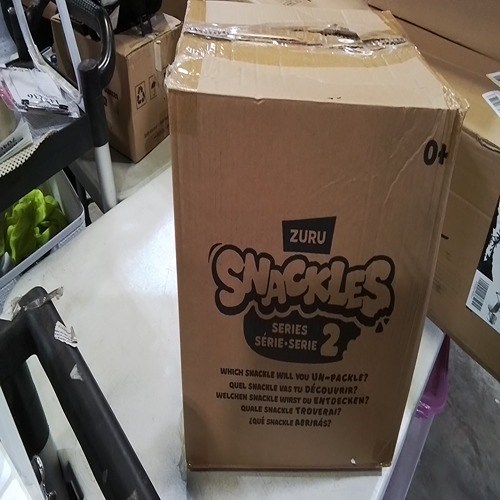 0+
ZURU
SNACKLES
SERIES
SÉRIE•SERIE 2
WHICH SNACKLE WILL YOU UN-PACKLE?
QUEL SNACKLE VAS TU DÉCOUVRIR?
WELCHEN SNACKLE WIRST DU ENTDECKEN?
QUALE SNACKLE TROVERAI?
¿QUÉ SNACKLE ABRIRÁS?